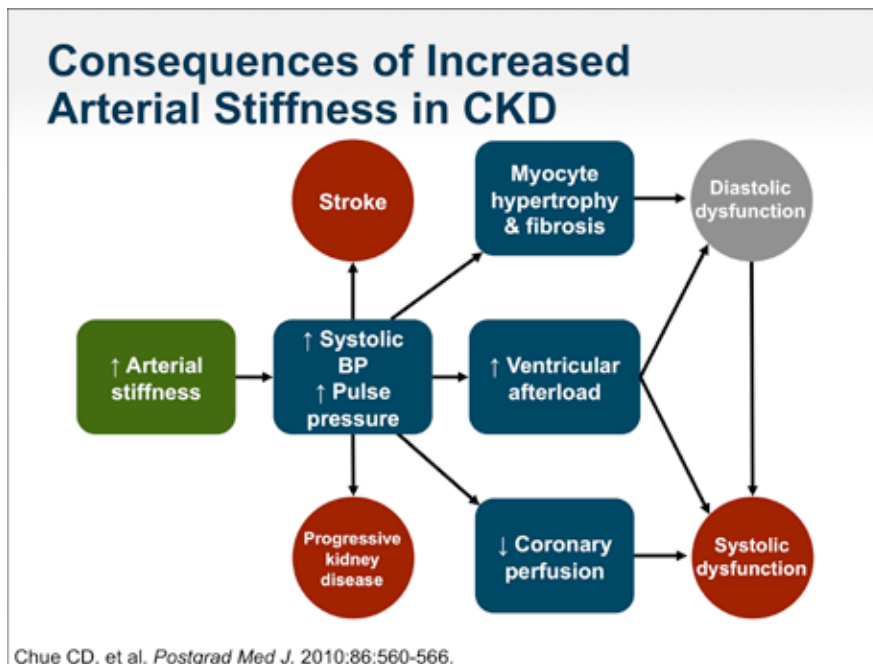 Consequences of Increased
Arterial Stiffness in CKD
Stroke
Myocyte
hypertrophy
& fibrosis
Diastolic
dysfunction
↑ Arterial
stiffness
↑ Systolic
BP
↑ Pulse
pressure
↑ Ventricular
afterload
Progressive
kidney
disease
↓ Coronary
perfusion
Systolic
dysfunction
Chue CD, et al. Postgrad Med J. 2010;86:560-566.